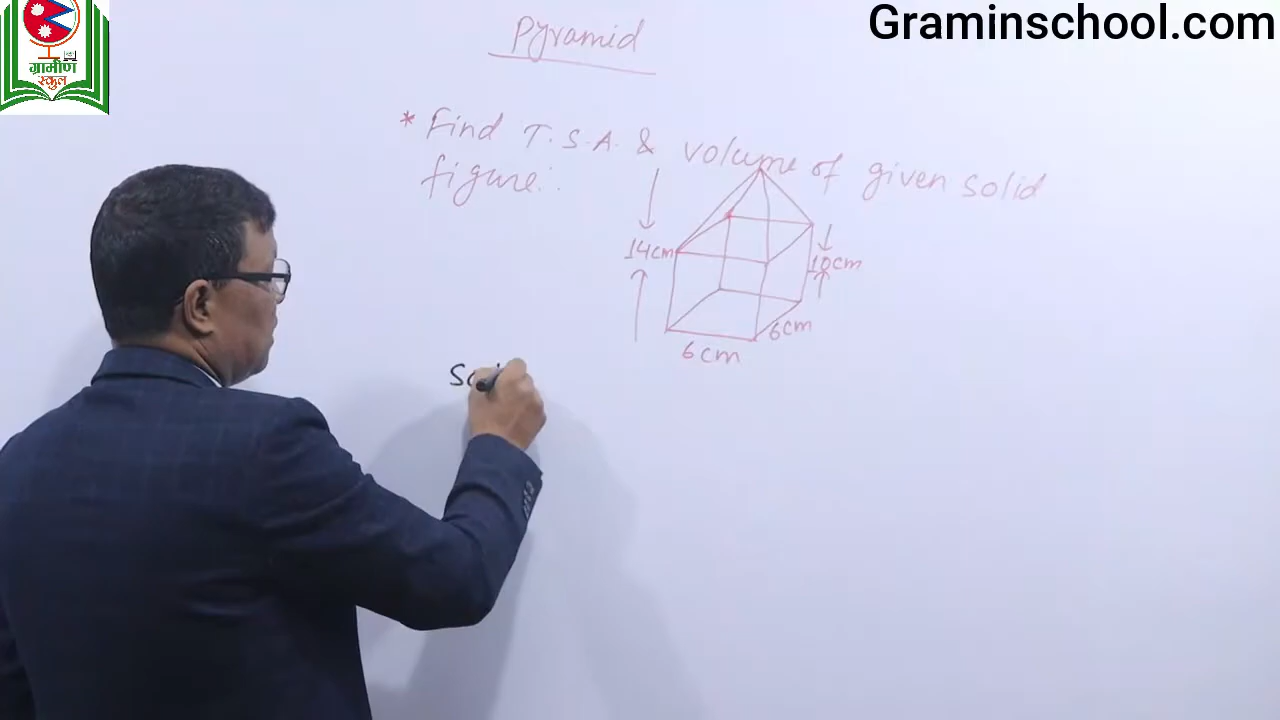 Graminschool.com
ग्रामीण
स्कुल
Pyramid
* Find T.S.A. & volume of given solid
figure:
14cm
10cm
6cm
6cm